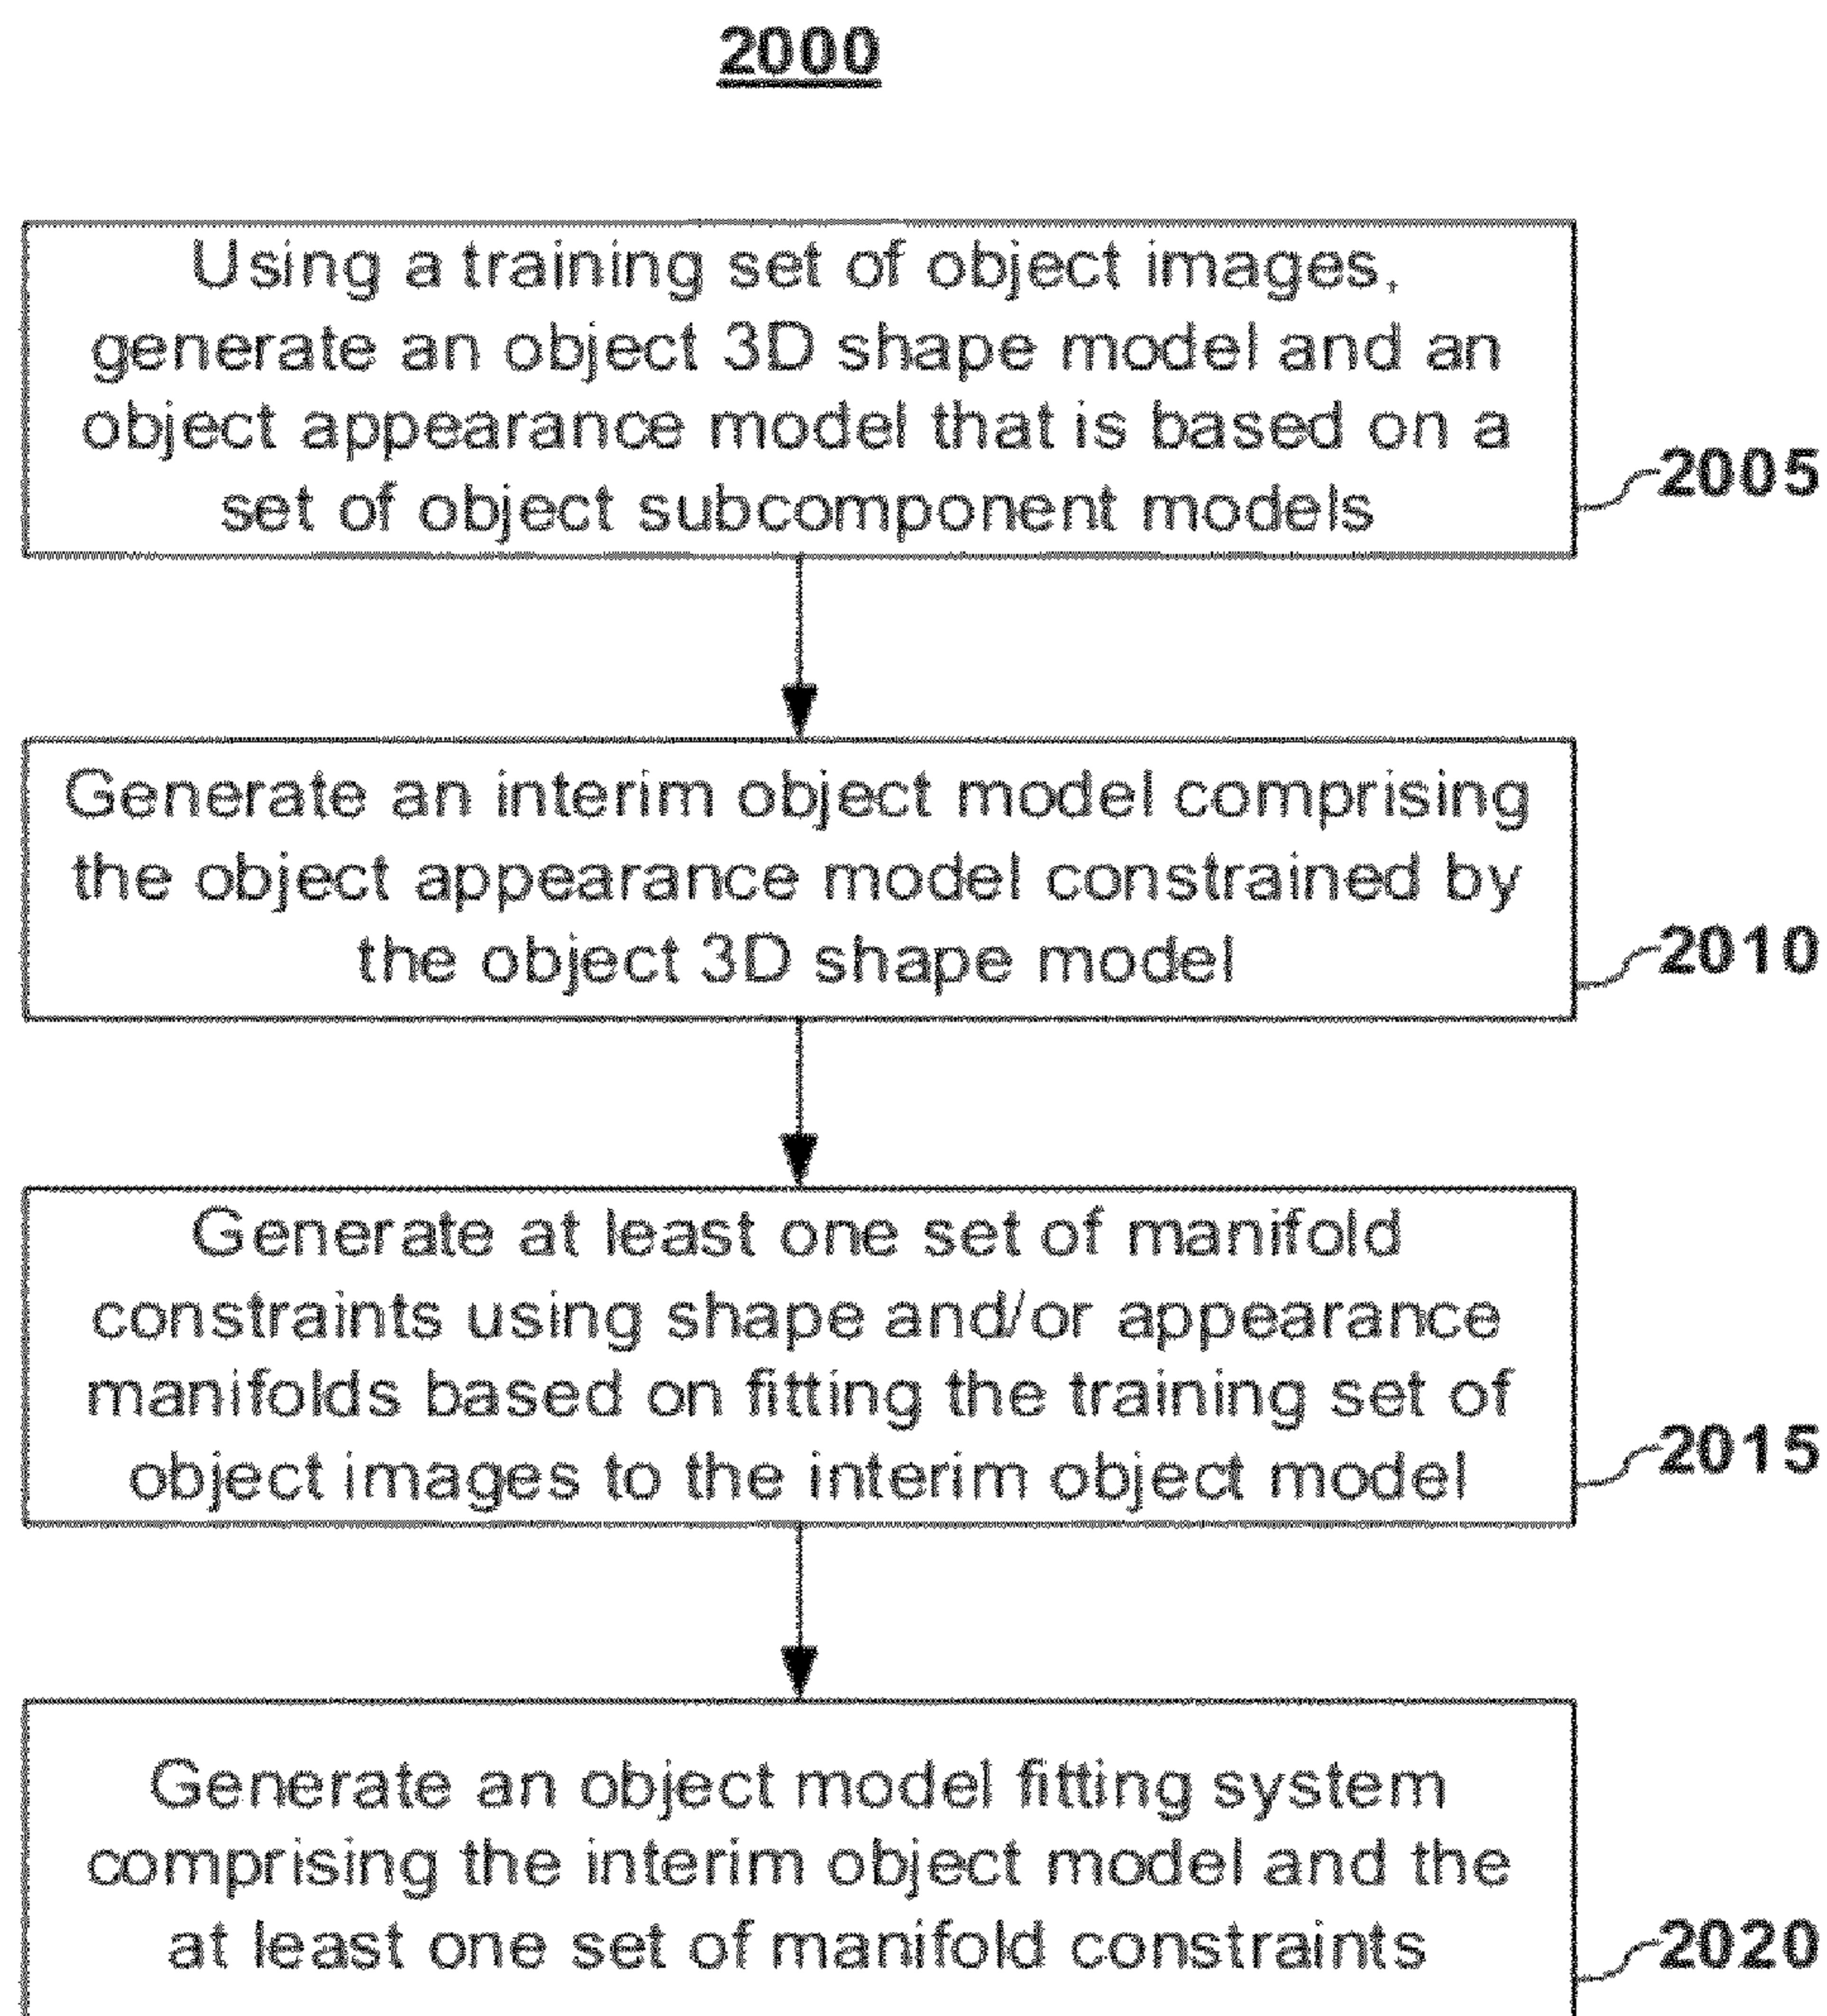 2000
Using a training set of object images,
generate an object 3D shape model and an
object appearance model that is based on a
set of object subcomponent models
2005
Generate an interim object model comprising
the object appearance model constrained by
the object 3D shape model
2010
Generate at least one set of manifold
constraints using shape and/or appearance
manifolds based on fitting the training set of
object images to the interim object model
2015
Generate an object model fitting system
comprising the interim object model and the
at least one set of manifold constraints
2020